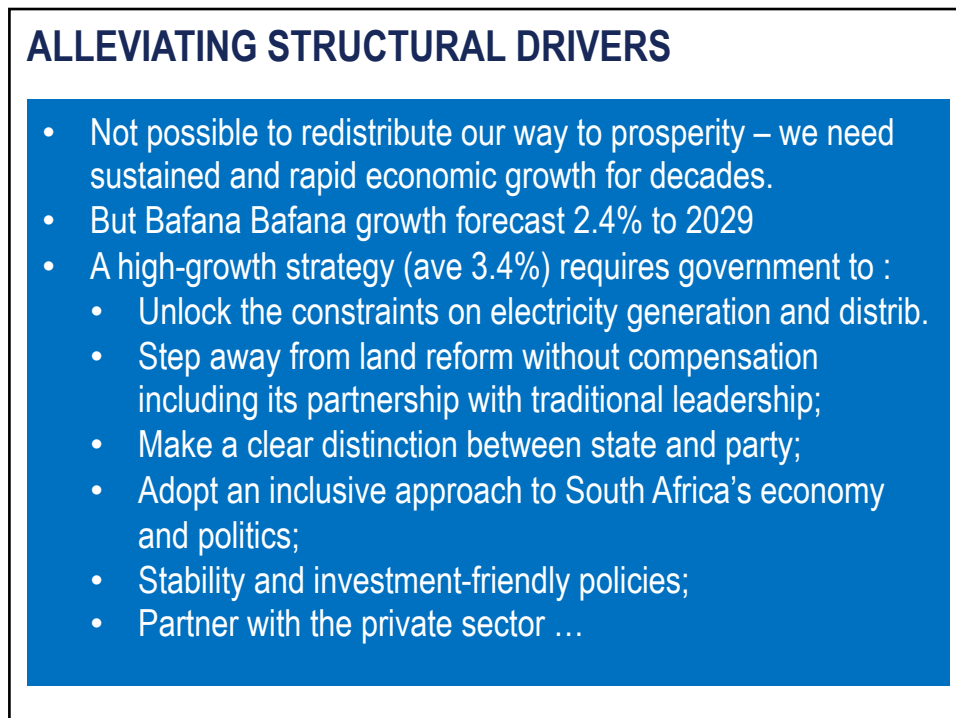 ALLEVIATING STRUCTURAL DRIVERS
• Not possible to redistribute our way to prosperity – we need
sustained and rapid economic growth for decades.
• But Bafana Bafana growth forecast 2.4% to 2029
• A high-growth strategy (ave 3.4%) requires government to :
• Unlock the constraints on electricity generation and distrib.
• Step away from land reform without compensation
including its partnership with traditional leadership;
• Make a clear distinction between state and party;
• Adopt an inclusive approach to South Africa’s economy
and politics;
• Stability and investment-friendly policies;
• Partner with the private sector …